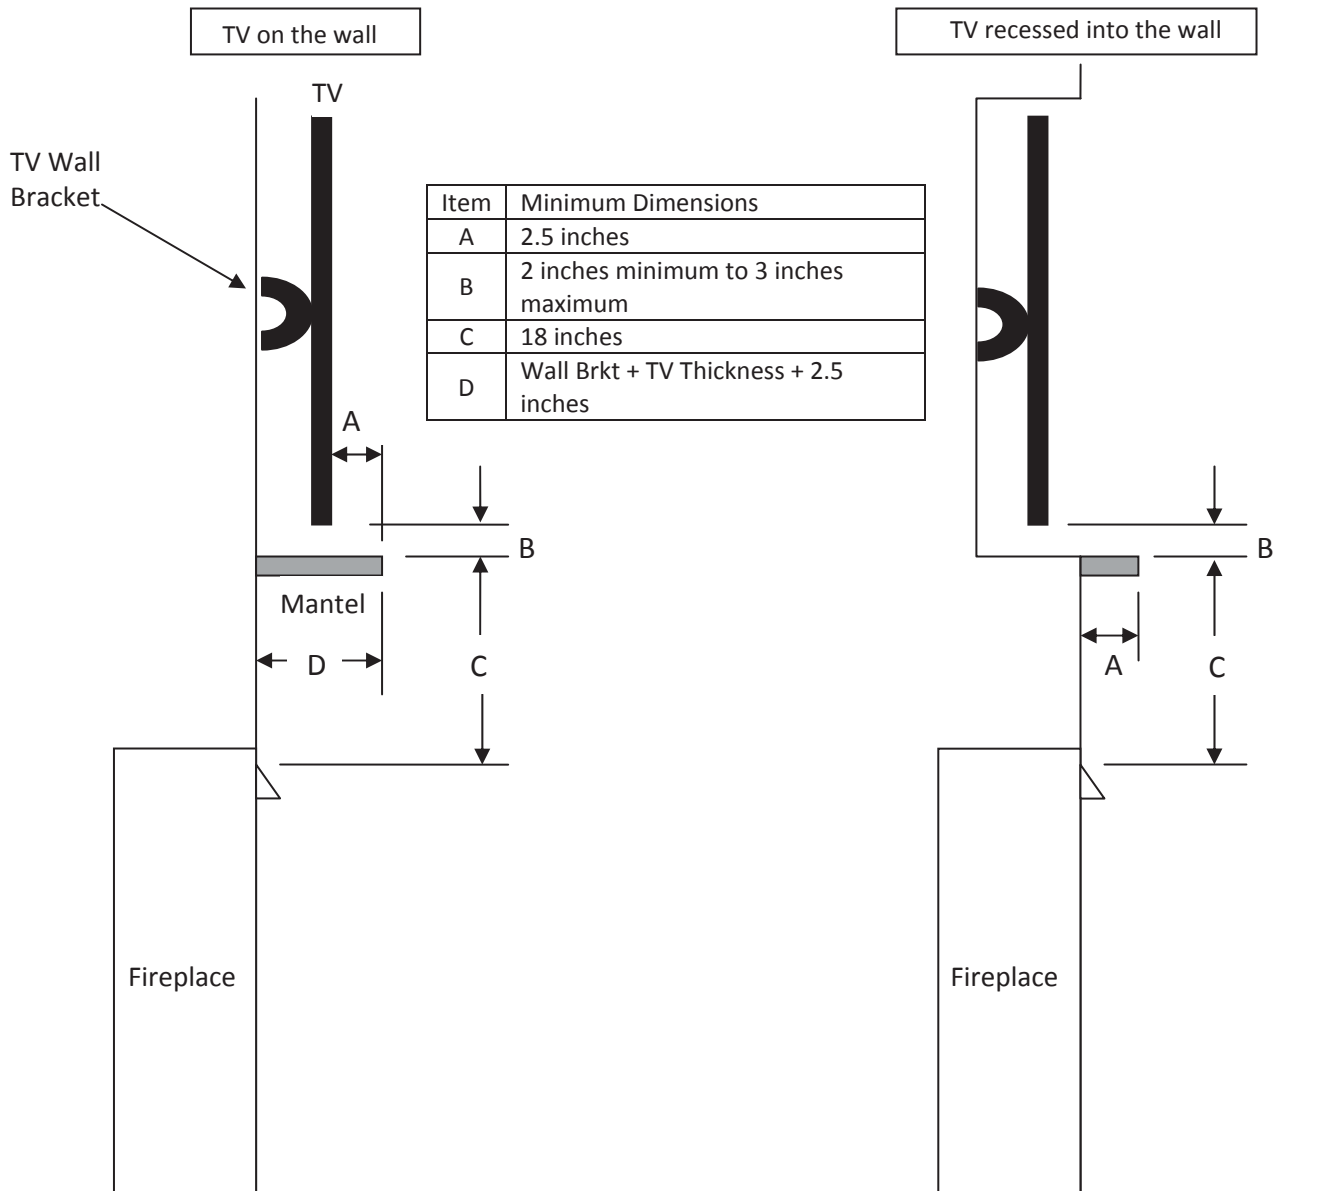 TV on the wall
TV recessed into the wall
TV
TV Wall
Bracket
Item Minimum Dimensions
A 2.5 inches
B 2 inches minimum to 3 inches
maximum
C 18 inches
D Wall Brkt + TV Thickness + 2.5
inches
A
B
Mantel
D
C
Fireplace
B
A
C
Fireplace